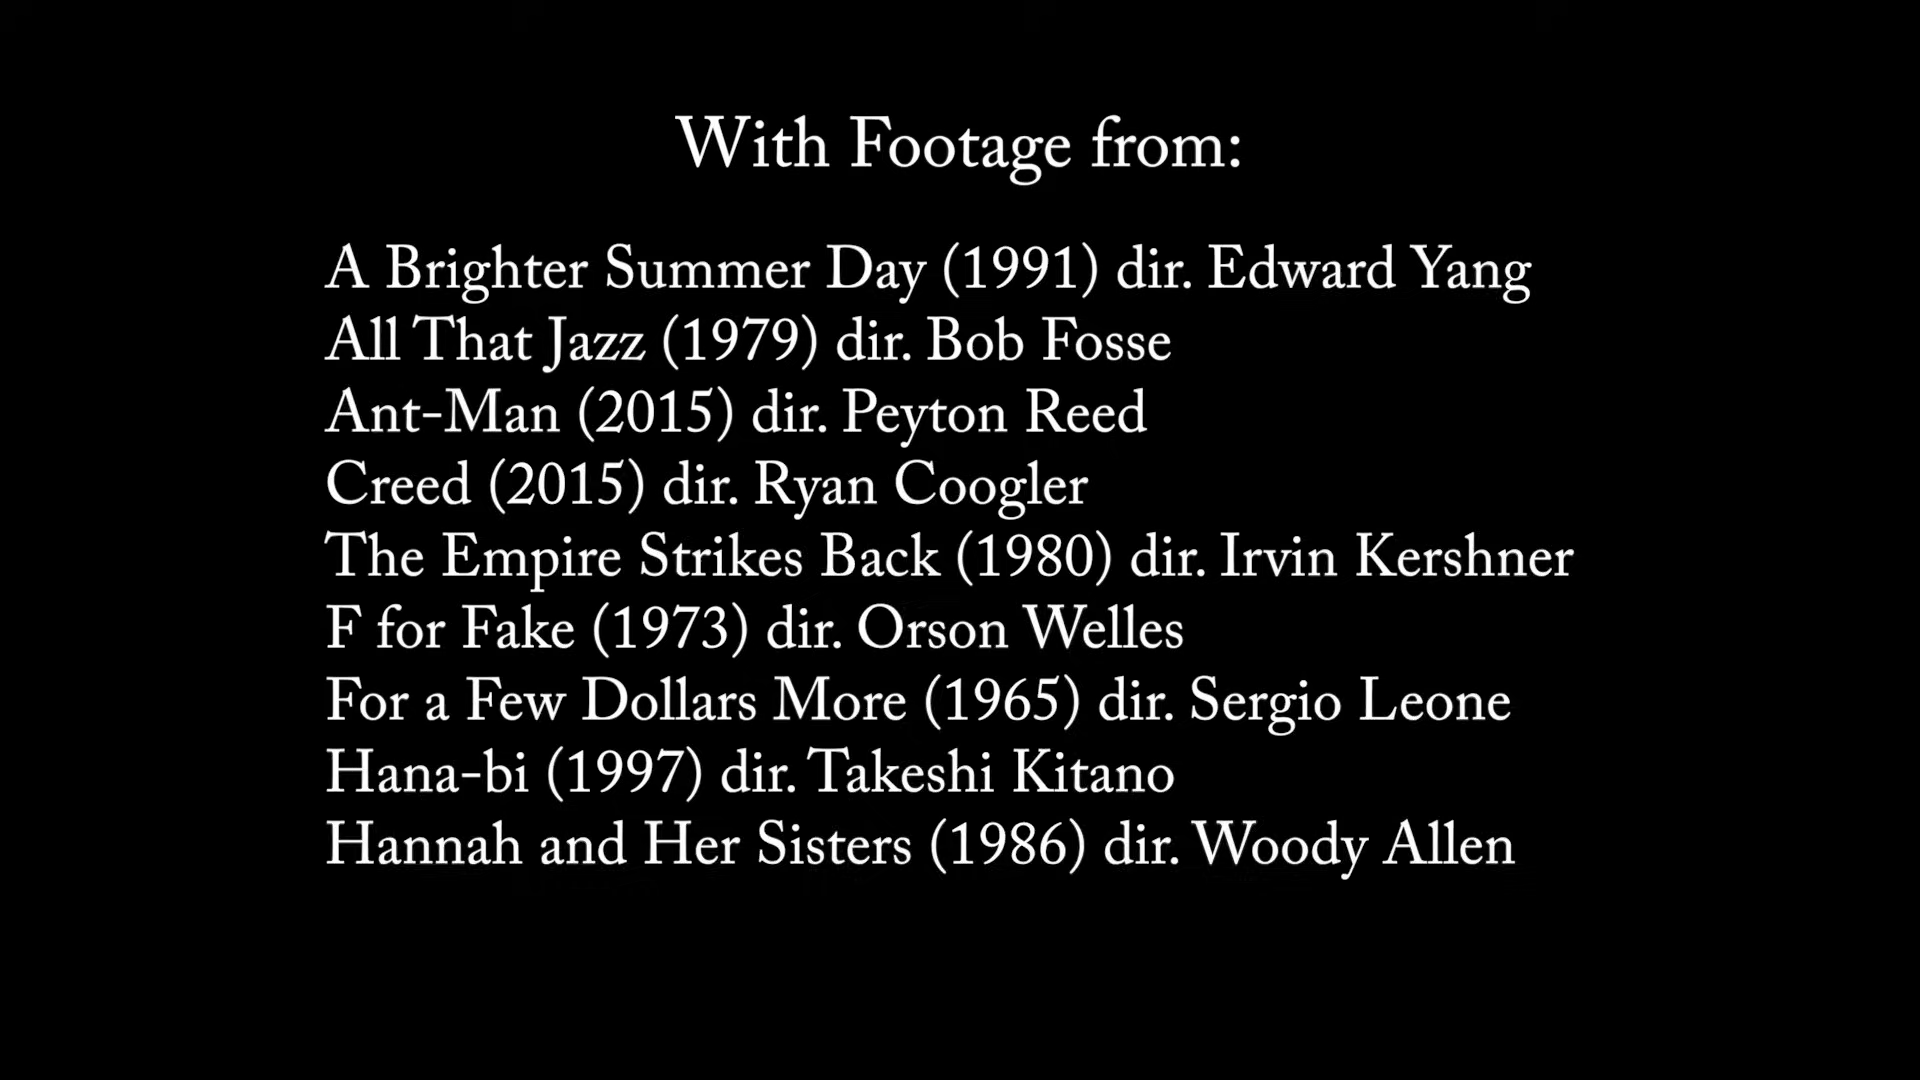 With Footage from:
A Brighter Summer Day (1991) dir. Edward Yang
All That Jazz (1979) dir. Bob Fosse
Ant-Man (2015) dir. Peyton Reed
Creed (2015) dir. Ryan Coogler
The Empire Strikes Back (1980) dir. Irvin Kershner
F for Fake (1973) dir. Orson Welles
For a Few Dollars More (1965) dir. Sergio Leone
Hana-bi (1997) dir. Takeshi Kitano
Hannah and Her Sisters (1986) dir. Woody Allen